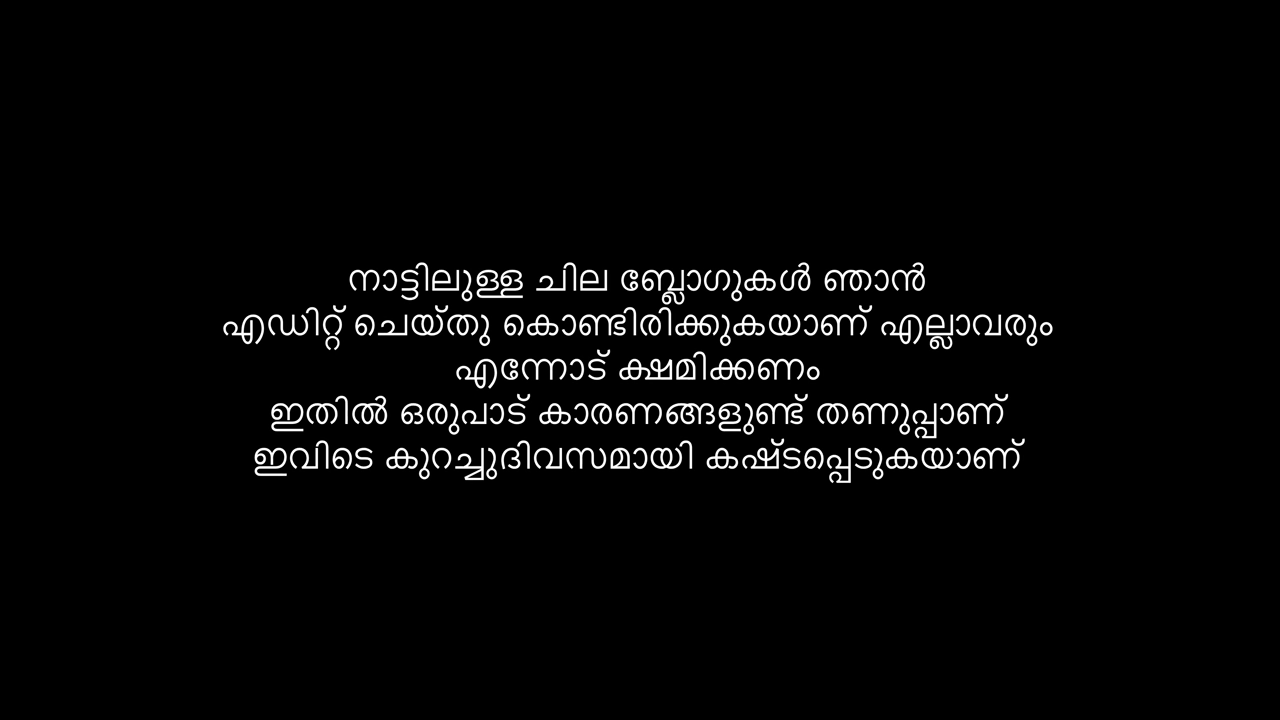 നാട്ടിലുള്ള ചില ബ്ലോഗുകൾ ഞാൻ
എഡിറ്റ് ചെയ്തു കൊണ്ടിരിക്കുകയാണ് എല്ലാവരും
എന്നോട് ക്ഷമിക്കണം
ഇതിൽ ഒരുപാട് കാരണങ്ങളുണ്ട് തണുപ്പാണ്
ഇവിടെ കുറച്ചുദിവസമായി കഷ്ടപ്പെടുകയാണ്